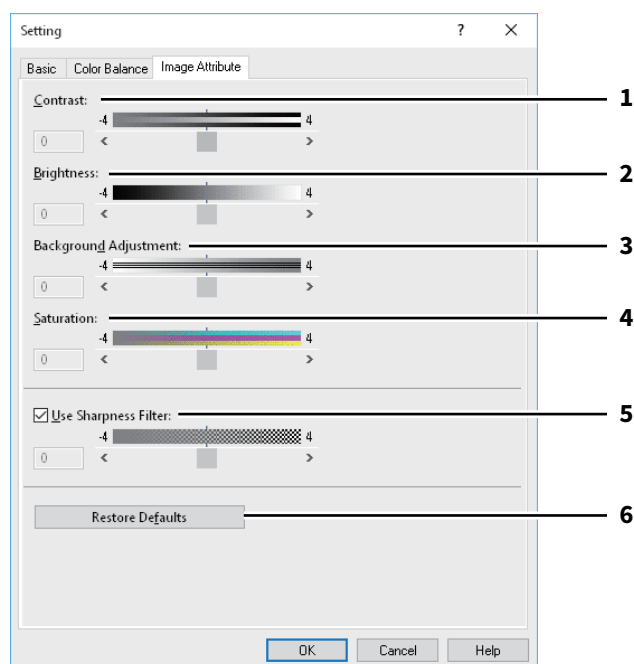 Setting ? ×
Basic Color Balance Image Attribute
Contrast: 1
-4 4
0 < >
Brightness: 2
-4 4
0 < >
Background Adjustment: 3
-4 4
0 < >
Saturation: 4
-4 4
0 < >
Use Sharpness Filter: 5
-4 4
0 < >
Restore Defaults 6
OK Cancel Help